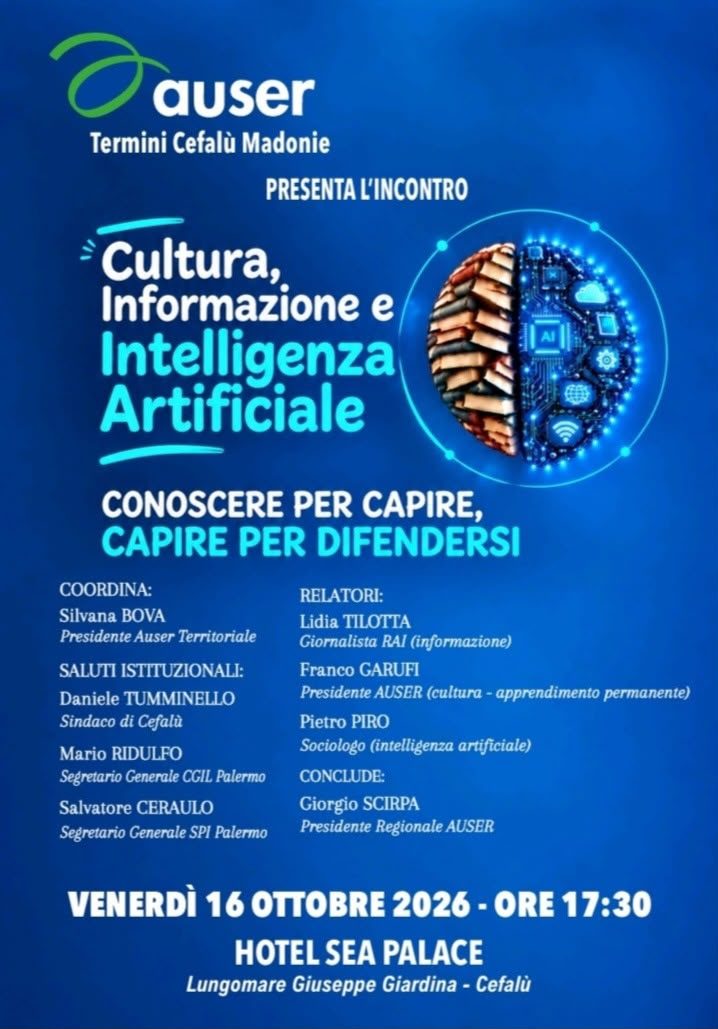 auser
Termini Cefalù Madonie
PRESENTA L'INCONTRO
Cultura,
Informazione e
Intelligenza
Artificiale
AI
CONOSCERE PER CAPIRE,
CAPIRE PER DIFENDERSI
COORDINA:
Silvana BOVA
Presidente Auser Territoriale
SALUTI ISTITUZIONALI:
Daniele TUMMINELLO
Sindaco di Cefalù
Mario RIDULFO
Segretario Generale CGIL Palermo
Salvatore CERAULO
Segretario Generale SPI Palermo
RELATORI:
Lidia TILOTTA
Giornalista RAI (informazione)
Franco GARUFI
Presidente AUSER (cultura - apprendimento permanente)
Pietro PIRO
Sociologo (intelligenza artificiale)
CONCLUDE:
Giorgio SCIRPA
Presidente Regionale AUSER
VENERDÌ 16 OTTOBRE 2026 - ORE 17:30
HOTEL SEA PALACE
Lungomare Giuseppe Giardina - Cefalù